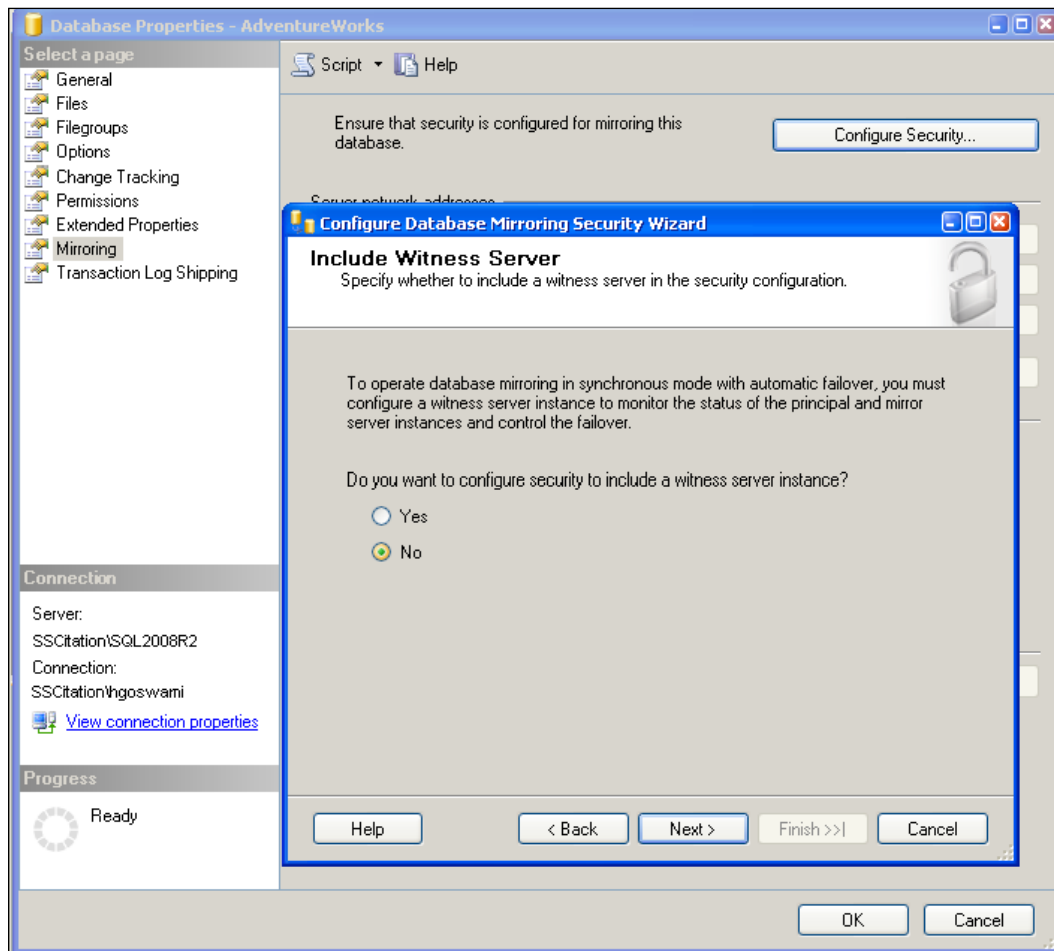 Database Properties - AdventureWorks
Select a page
General
Files
Filegroups
Options
Change Tracking
Permissions
Extended Properties
Mirroring
Transaction Log Shipping
Connection
Server:
SSCitation\SQL2008R2
Connection:
SSCitation\hgoswami
View connection properties
Progress
Ready
Script
Help
Ensure that security is configured for mirroring this
database.
Configure Security...
Server network addresses
Configure Database Mirroring Security Wizard
Include Witness Server
Specify whether to include a witness server in the security configuration.
To operate database mirroring in synchronous mode with automatic failover, you must
configure a witness server instance to monitor the status of the principal and mirror
server instances and control the failover.
Do you want to configure security to include a witness server instance?
Yes
No
Help
< Back
Next >
Finish >>|
Cancel
OK
Cancel